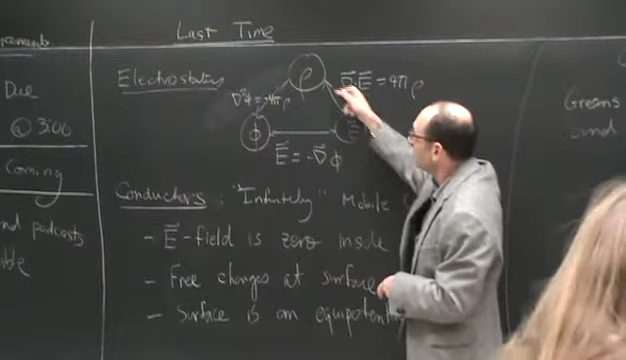 Last Time
Due
@ 3:00
Coming
and podcasts
Electrostatics
ρ
∇²φ = -4πρ
∇⃗·E⃗ = 4πρ
φ
E⃗ = -∇⃗φ
Conductors: "Infinitely" Mobile
- E⃗-field is zero inside
- Free charges at surface
- Surface is an equipotent
Greens
and